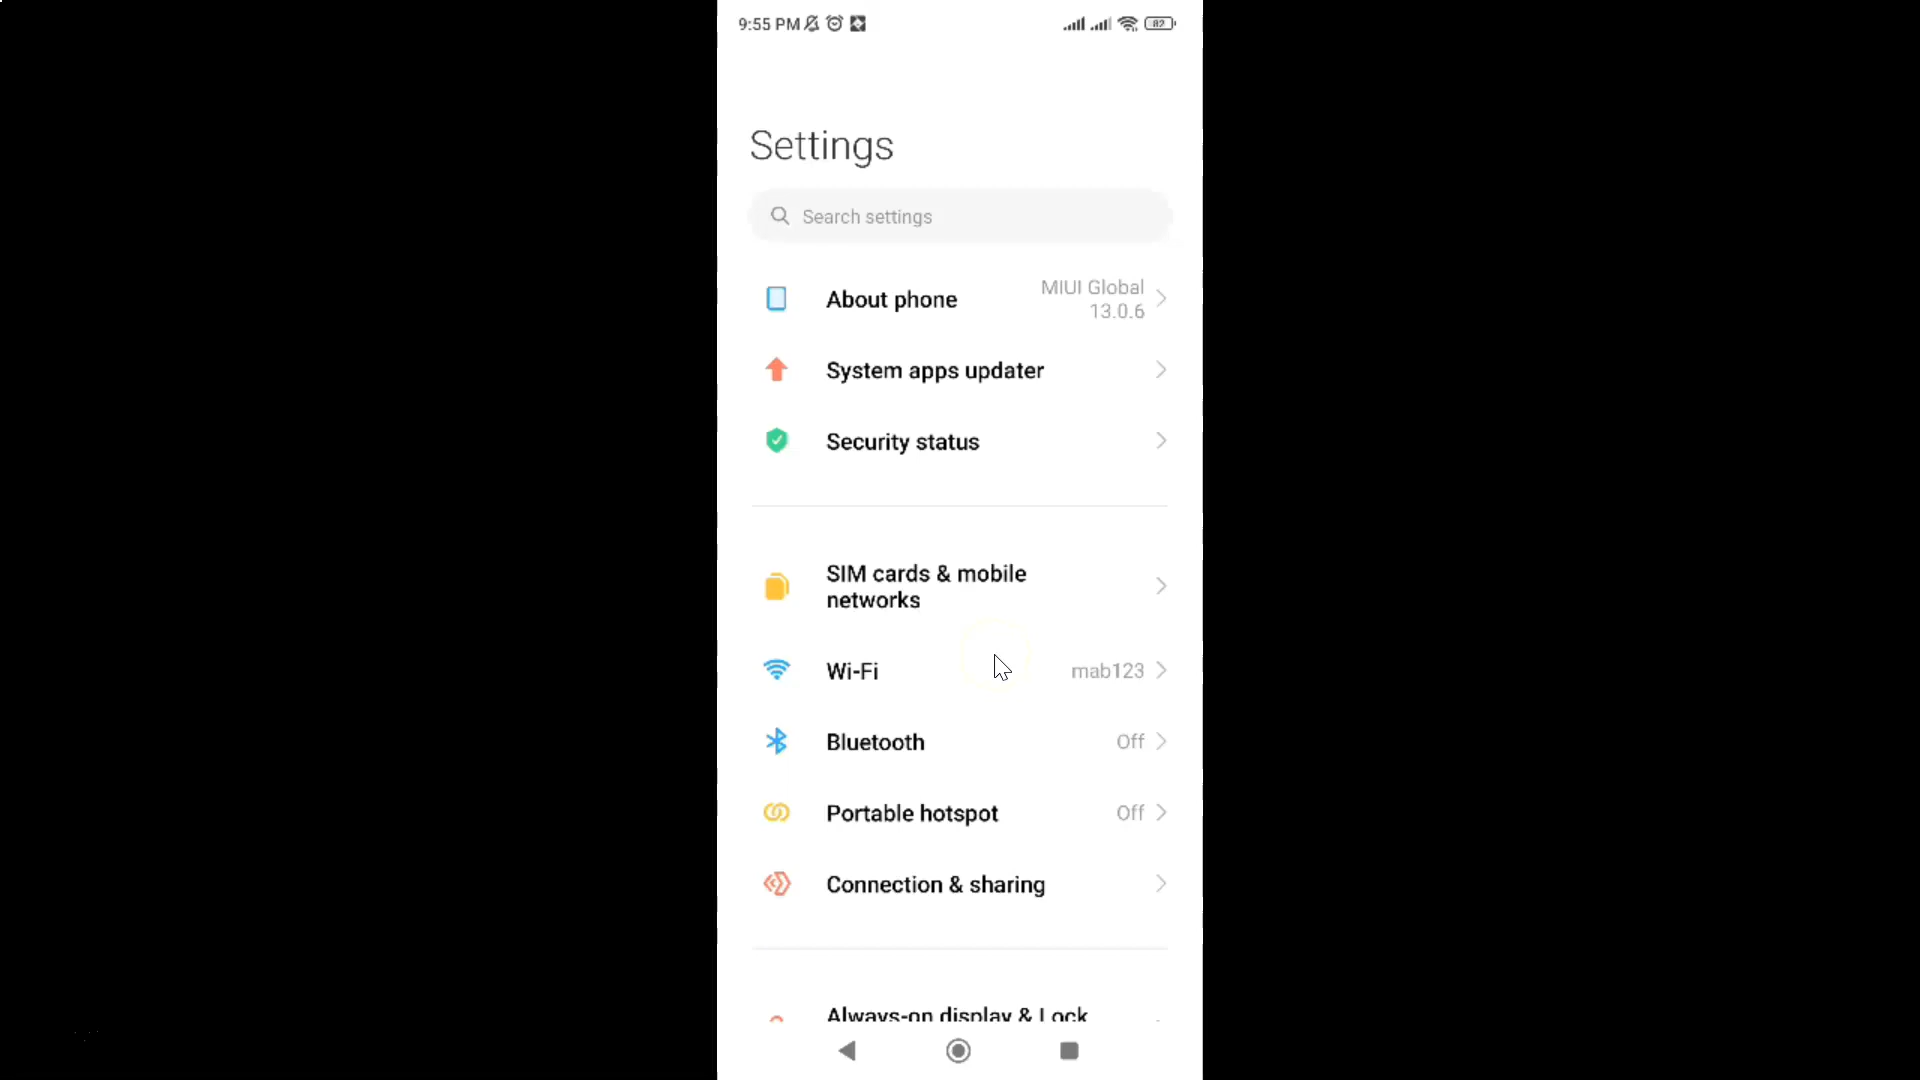 9:55 PM
82
Settings
Search settings
About phone
MIUI Global
13.0.6
System apps updater
Security status
SIM cards & mobile
networks
Wi-Fi
mab123
Bluetooth
Off
Portable hotspot
Off
Connection & sharing
Always-on display & Lock